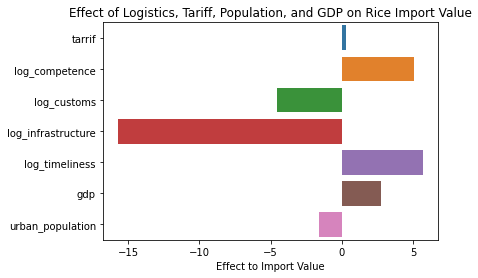 Effect of Logistics, Tariff, Population, and GDP on Rice Import Value
tarrif
log_competence
log_customs
log_infrastructure
log_timeliness
gdp
urban_population
−15 −10 −5 0 5
Effect to Import Value